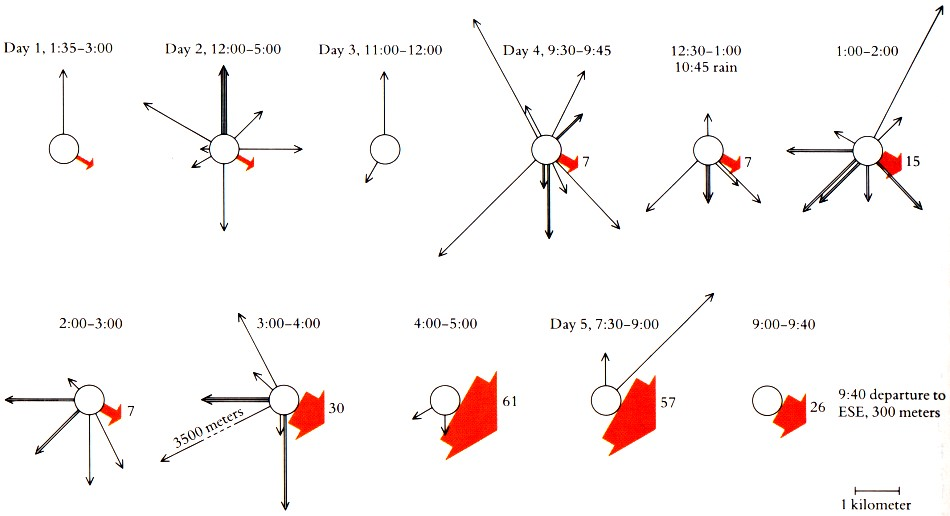 Day 1, 1:35–3:00
Day 2, 12:00–5:00
Day 3, 11:00–12:00
Day 4, 9:30–9:45
12:30–1:00
10:45 rain
1:00–2:00
7
7
15
2:00–3:00
3:00–4:00
4:00–5:00
Day 5, 7:30–9:00
9:00–9:40
7
3500 meters
30
61
57
26
9:40 departure to
ESE, 300 meters
1 kilometer